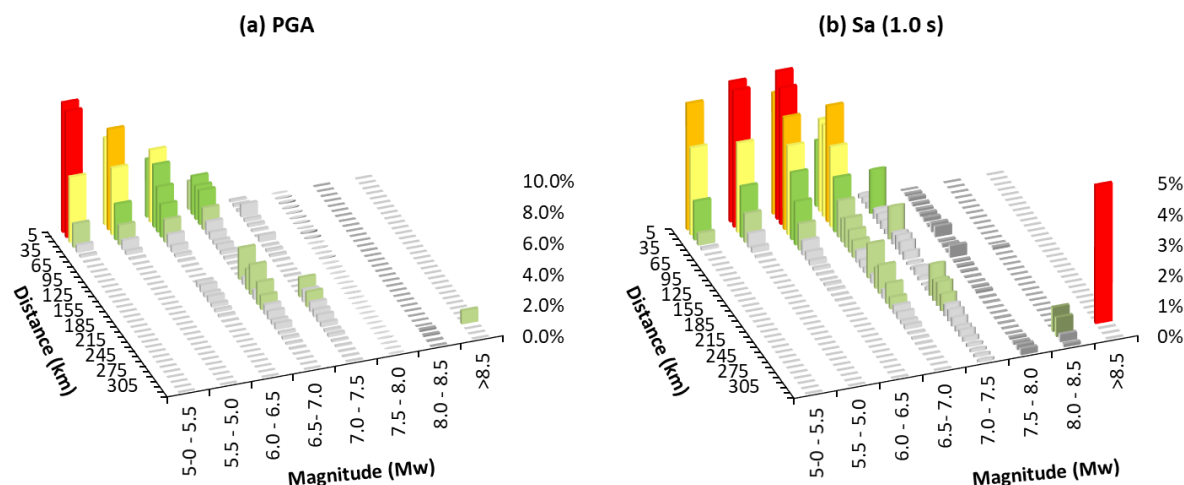 (a) PGA
10.0%
8.0%
6.0%
4.0%
2.0%
0.0%
5
35
65
95
125
155
185
215
245
275
305
Distance (km)
5-0 - 5.5
5.5 - 5.0
6.0 - 6.5
6.5- 7.0
7.0 - 7.5
7.5 - 8.0
8.0 - 8.5
>8.5
Magnitude (Mw)
(b) Sa (1.0 s)
5%
4%
3%
2%
1%
0%
5
35
65
95
125
155
185
215
245
275
305
Distance (km)
5-0 - 5.5
5.5 - 5.0
6.0 - 6.5
6.5- 7.0
7.0 - 7.5
7.5 - 8.0
8.0 - 8.5
>8.5
Magnitude (Mw)